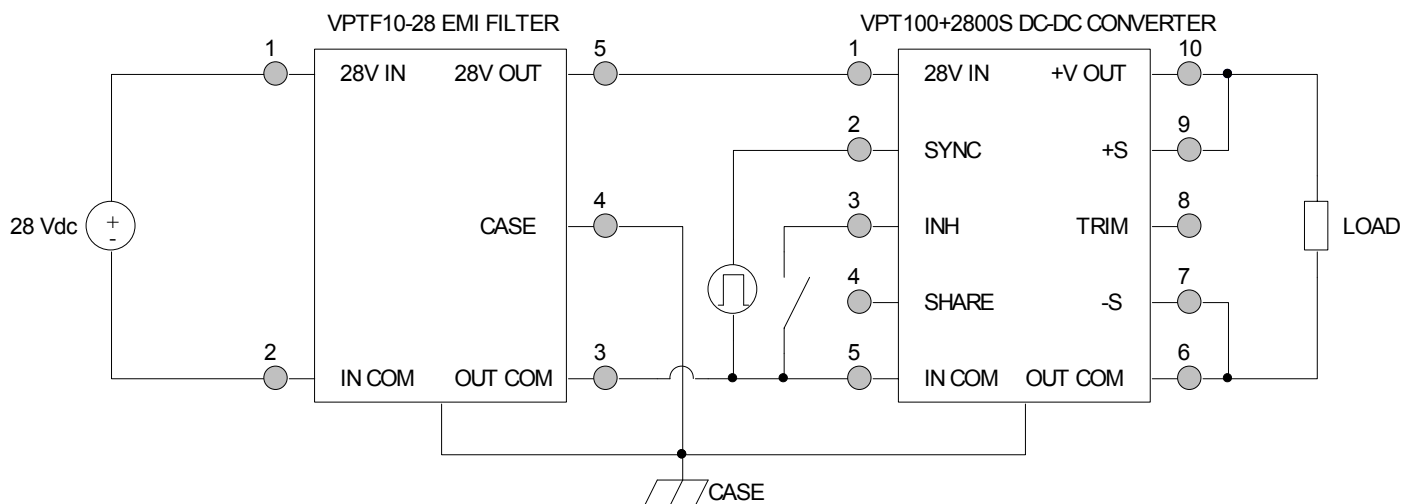 VPTF10-28 EMI FILTER
VPT100+2800S DC-DC CONVERTER
1
5
1
10
28V IN
28V OUT
28V IN
+V OUT
2
9
SYNC
+S
4
3
8
28 Vdc
+
-
CASE
INH
TRIM
LOAD
4
7
SHARE
-S
2
3
5
6
IN COM
OUT COM
IN COM
OUT COM
CASE